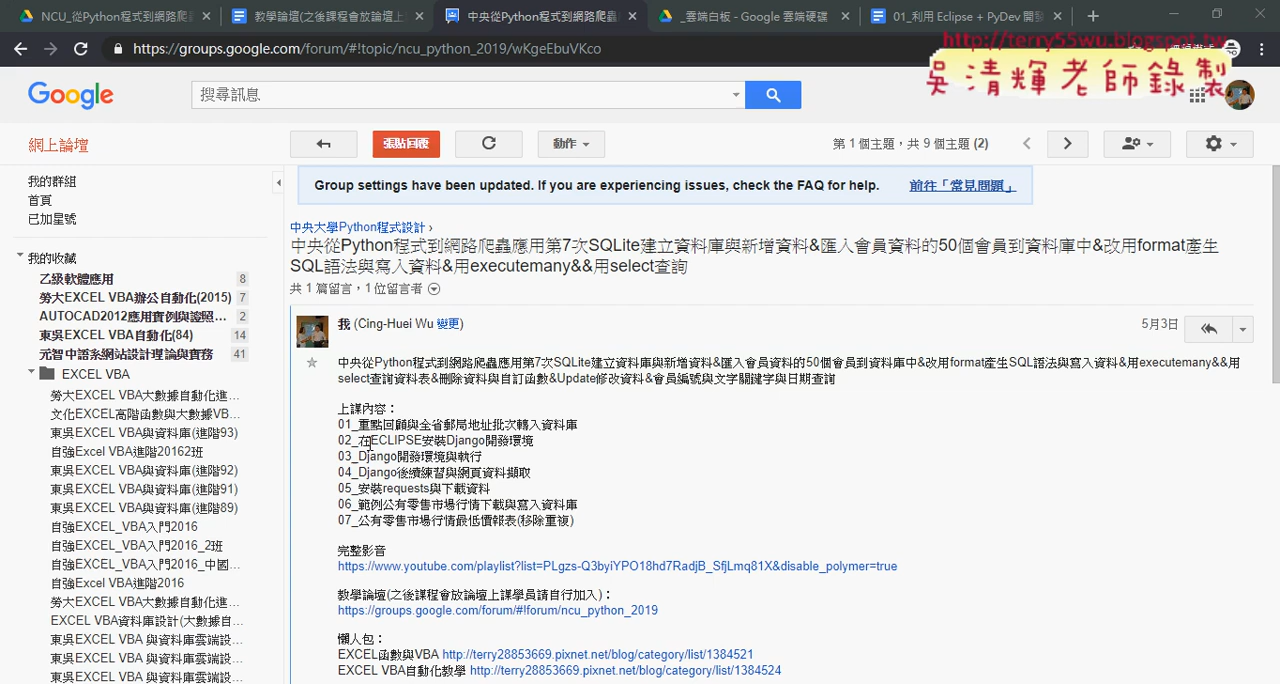 NCU_從Python程式到網路爬
教學論壇(之後課程會放論壇上
中央從Python程式到網路爬蟲
_雲端白板 - Google 雲端硬碟
01_利用 Eclipse + PyDev 開
https://groups.google.com/forum/#!topic/ncu_python_2019/wKgeEbuVKco
http://terry55wu.blogspot.tw
吳清輝老師錄製
Google
搜尋訊息
網上論壇
張貼回覆
動作
第 1 個主題，共 9 個主題 (2)
我的群組
首頁
已加星號
我的收藏
乙級軟體應用 8
勞大EXCEL VBA辦公自動化(2015) 7
AUTOCAD2012應用實例與證照... 2
東吳EXCEL VBA自動化(84) 14
元智中語系網站設計理論與實務 41
EXCEL VBA
勞大EXCEL VBA大數據自動化進...
文化EXCEL高階函數與大數據VB...
東吳EXCEL VBA與資料庫(進階93)
自強Excel VBA進階20162班
東吳EXCEL VBA與資料庫(進階92)
東吳EXCEL VBA與資料庫(進階91)
東吳EXCEL VBA與資料庫(進階89)
自強EXCEL_VBA入門2016
自強EXCEL_VBA入門2016_2班
自強EXCEL_VBA入門2016_中國...
自強Excel VBA進階2016
勞大EXCEL VBA大數據自動化進...
EXCEL VBA資料庫設計(大數據自...
東吳EXCEL VBA 與資料庫雲端設...
東吳EXCEL VBA 與資料庫雲端設...
東吳EXCEL VBA 與資料庫雲端設...
Group settings have been updated. If you are experiencing issues, check the FAQ for help. 前往「常見問題」
中央大學Python程式設計 ›
中央從Python程式到網路爬蟲應用第7次SQLite建立資料庫與新增資料&匯入會員資料的50個會員到資料庫中&改用format產生
SQL語法與寫入資料&用executemany&&用select查詢
共 1 篇留言，1 位留言者
我 (Cing-Huei Wu 變更)
5月3日
中央從Python程式到網路爬蟲應用第7次SQLite建立資料庫與新增資料&匯入會員資料的50個會員到資料庫中&改用format產生SQL語法與寫入資料&用executemany&&用
select查詢資料表&刪除資料與自訂函數&Update修改資料&會員編號與文字關鍵字與日期查詢
上課內容：
01_重點回顧與全省郵局地址批次轉入資料庫
02_在ECLIPSE安裝Django開發環境
03_Django開發環境與執行
04_Django後續練習與網頁資料擷取
05_安裝requests與下載資料
06_範例公有零售市場行情下載與寫入資料庫
07_公有零售市場行情最低價報表(移除重複)
完整影音
https://www.youtube.com/playlist?list=PLgzs-Q3byiYPO18hd7RadjB_SfjLmq81X&disable_polymer=true
教學論壇(之後課程會放論壇上課學員請自行加入)：
https://groups.google.com/forum/#!forum/ncu_python_2019
懶人包：
EXCEL函數與VBA http://terry28853669.pixnet.net/blog/category/list/1384521
EXCEL VBA自動化教學 http://terry28853669.pixnet.net/blog/category/list/1384524